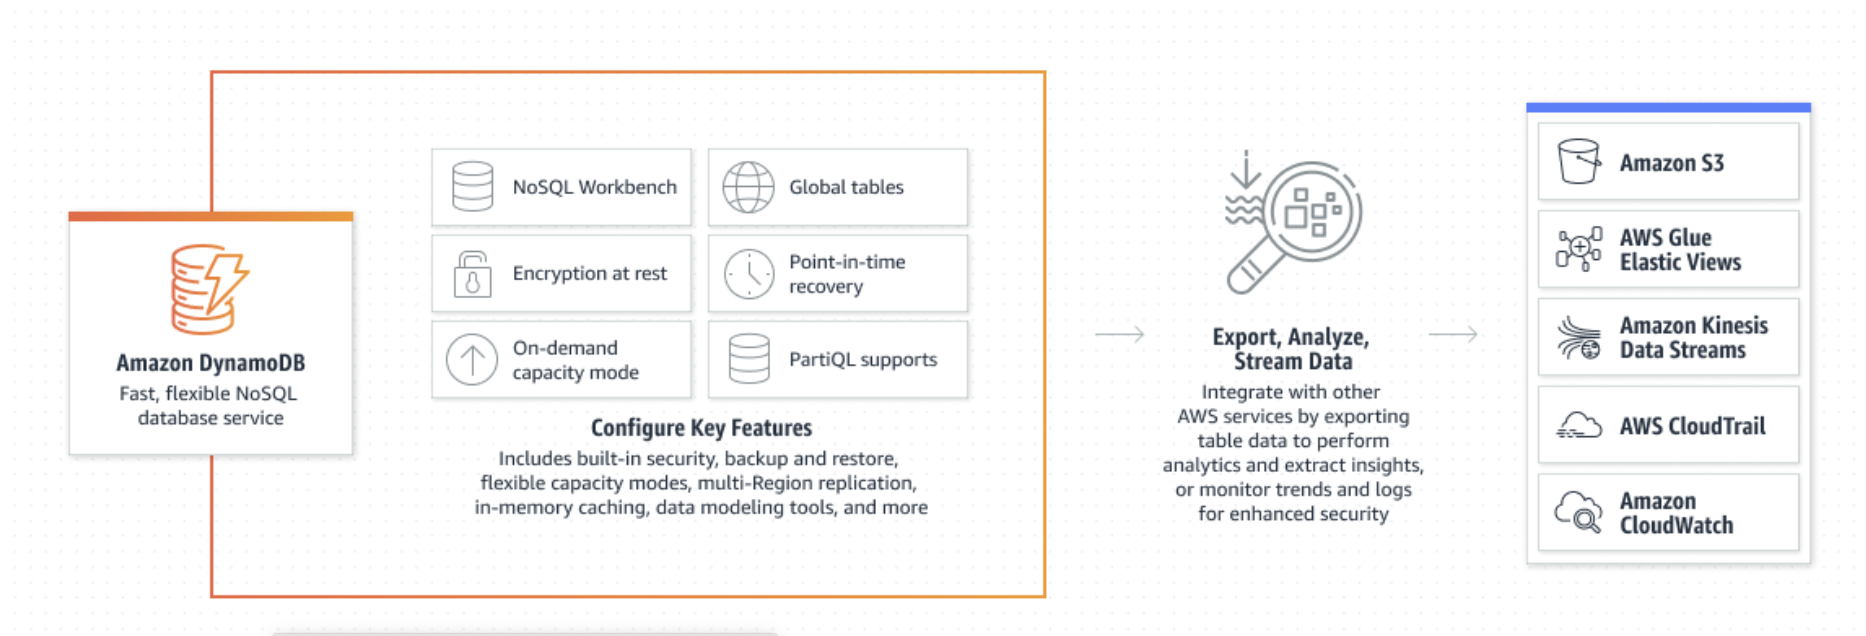 Amazon DynamoDB
Fast, flexible NoSQL
database service
NoSQL Workbench
Global tables
Encryption at rest
Point-in-time
recovery
On-demand
capacity mode
PartiQL supports
Configure Key Features
Includes built-in security, backup and restore,
flexible capacity modes, multi-Region replication,
in-memory caching, data modeling tools, and more
Export, Analyze,
Stream Data
Integrate with other
AWS services by exporting
table data to perform
analytics and extract insights,
or monitor trends and logs
for enhanced security
Amazon S3
AWS Glue
Elastic Views
Amazon Kinesis
Data Streams
AWS CloudTrail
Amazon
CloudWatch